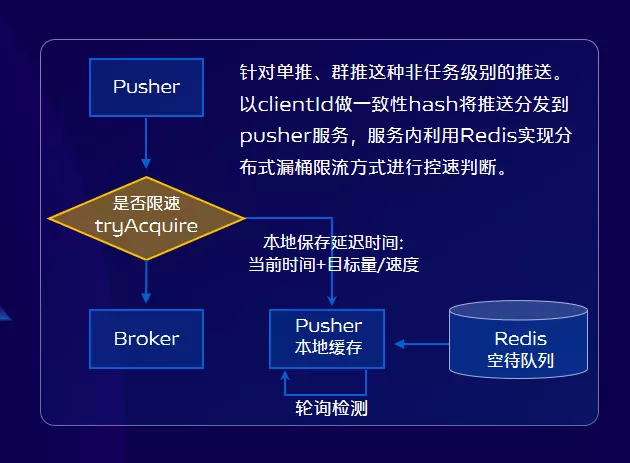 Pusher
针对单推、群推这种非任务级别的推送。
以clientId做一致性hash将推送分发到
pusher服务，服务内利用Redis实现分
布式漏桶限流方式进行控速判断。
是否限速
tryAcquire
本地保存延迟时间:
当前时间+目标量/速度
Broker
Pusher
本地缓存
Redis
空待队列
轮询检测